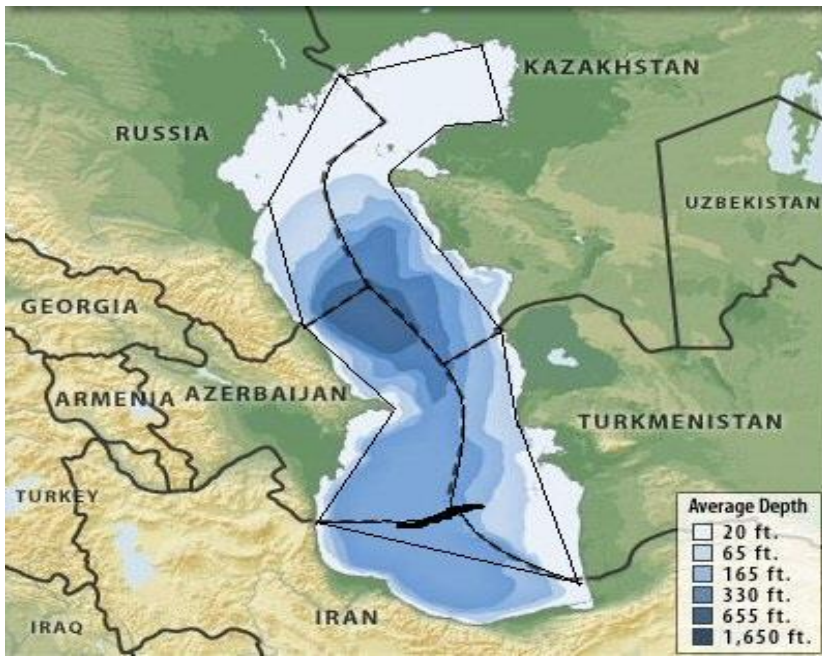 KAZAKHSTAN
RUSSIA
UZBEKISTAN
GEORGIA
ARMENIA
AZERBAIJAN
TURKMENISTAN
TURKEY
IRAN
IRAQ
Average Depth
20 ft.
65 ft.
165 ft.
330 ft.
655 ft.
1,650 ft.